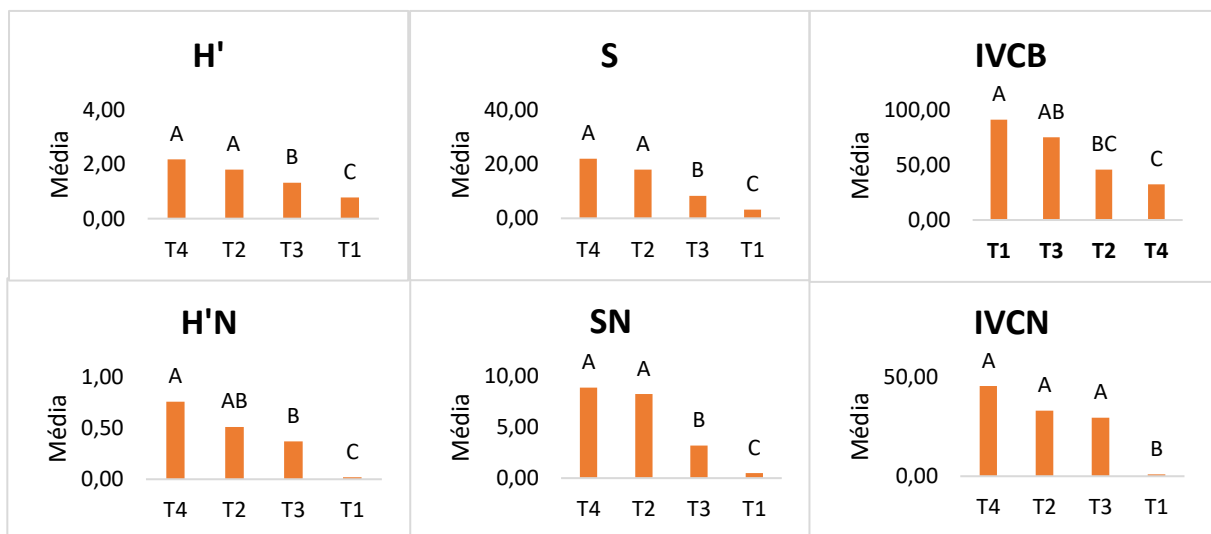 H'
Média
4,00
2,00
0,00
A
A
B
C
T4
T2
T3
T1
S
Média
40,00
20,00
0,00
A
A
B
C
T4
T2
T3
T1
IVCB
Média
100,00
50,00
0,00
A
AB
BC
C
T1
T3
T2
T4
H'N
Média
1,00
0,50
0,00
A
AB
B
C
T4
T2
T3
T1
SN
Média
10,00
5,00
0,00
A
A
B
C
T4
T2
T3
T1
IVCN
Média
50,00
0,00
A
A
A
B
T4
T2
T3
T1